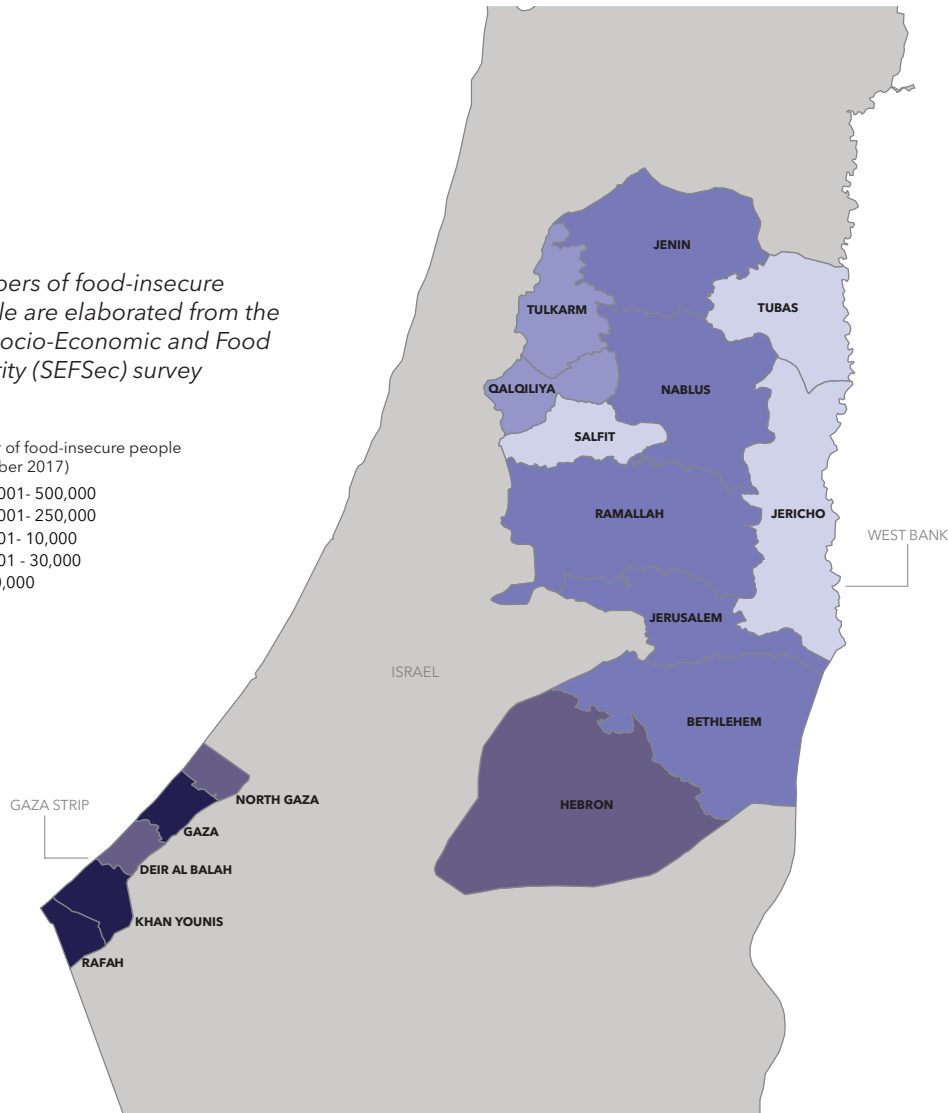 bers of food-insecure
le are elaborated from the
ocio-Economic and Food
rity (SEFSec) survey
r of food-insecure people
ber 2017)
001- 500,000
001- 250,000
01- 10,000
01 - 30,000
0,000
JENIN
TUBAS
TULKARM
QALQILIYA
NABLUS
SALFIT
RAMALLAH
JERICHO
WEST BANK
JERUSALEM
ISRAEL
BETHLEHEM
HEBRON
NORTH GAZA
GAZA STRIP
GAZA
DEIR AL BALAH
KHAN YOUNIS
RAFAH